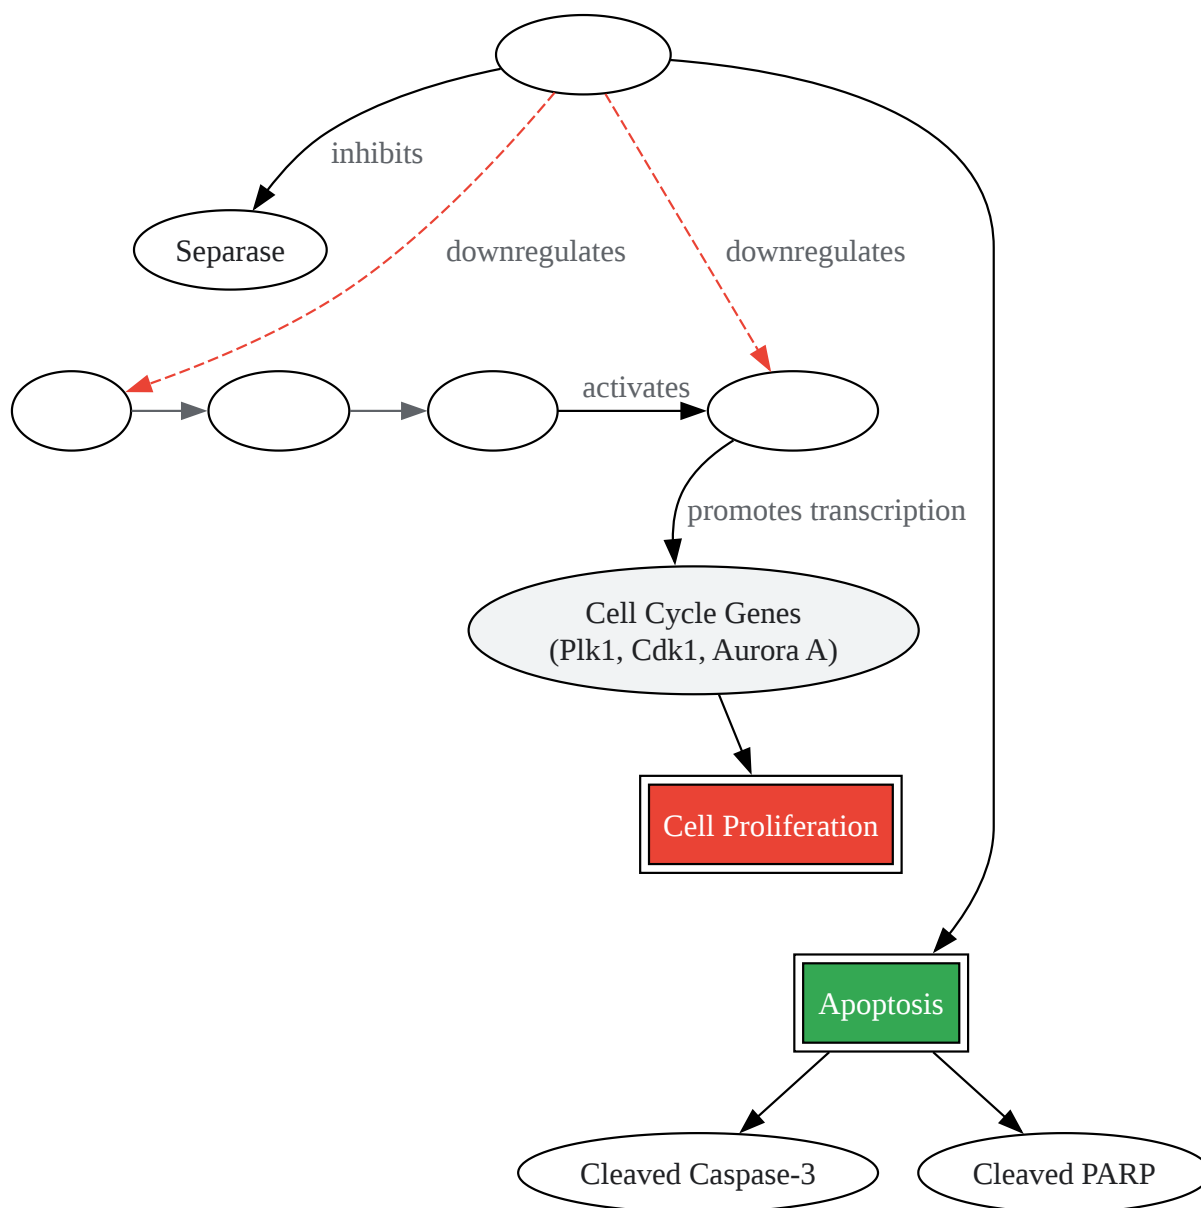 inhibits
Separase
downregulates
downregulates
activates
promotes transcription
Cell Cycle Genes
(Plk1, Cdk1, Aurora A)
Cell Proliferation
Apoptosis
Cleaved Caspase-3
Cleaved PARP